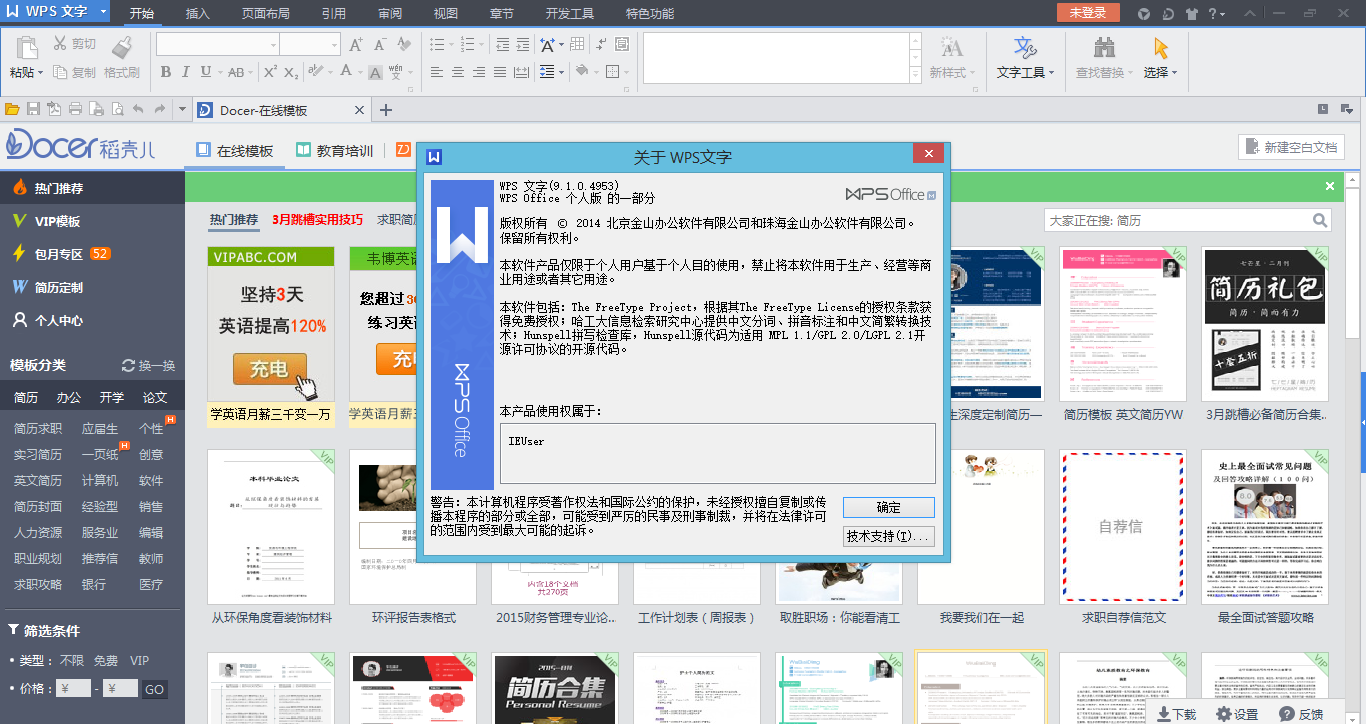 WPS 文字
开始
插入
页面布局
引用
审阅
视图
章节
开发工具
特色功能
未登录
粘贴
剪切
复制
格式刷
新样式
文字工具
查找替换
选择
Docer-在线模板
Docer稻壳儿
在线模板
教育培训
新建空白文档
热门推荐
VIP模板
包月专区 52
简历定制
个人中心
模板分类
换一换
简历 办公 开学 论文
简历求职 应届生 个性
实习简历 一页纸 创意
英文简历 计算机 软件
简历封面 经验型 销售
人力资源 服务业 编辑
职业规划 推荐信 教师
求职攻略 银行 医疗
筛选条件
类型： 不限 免费 VIP
价格： ¥ - ¥ GO
热门推荐
3月跳槽实用技巧
大家正在搜: 简历
VIPABC.COM
坚持3天
英语提高120%
充电
学英语月薪三千变一万
您超过
关于 WPS文字
WPS 文字(9.1.0.4953)
WPS Office 个人版 的一部分
WPS Office
版权所有 © 2014 北京金山办公软件有限公司和珠海金山办公软件有限公司。
保留所有权利。
本软件产品仅限于个人用户基于个人目的使用，禁止将本软件用于生产、经营等商
业用途或者其它用途。
本软件包括：The FreeType Project，根据其The FreeType License的授权条款获
得免费授权；哈工大信息检索研究中心提供中文分词、拼音标注和中文简繁转换技
术；Hunspell拼写检查库，Hunspell源代码为适用 MPL 1.1/GPL 2.0/LGPL 2.1开
源许可协议的开源代码。
WPS Office
本产品使用权属于：
IEUser
警告：本计算机程序受著作权法和国际公约的保护，未经授权擅自复制或传
播本程序的部分或全部，可能受到严厉的民事及刑事制裁，并将在法律许可
的范围内受到最大可能的起诉。
确定
技术支持(I)...
生深度定制简历—
简历模板 英文简历YW
七芒星·二月刊
简历礼包
简历·简而有力
十套五折
3月跳槽必备简历合集..
本科毕业论文
从环保角度看装饰材料
环评报告表格式
内含18个文档
共270页
2015财务管理专业论..
工作计划表（周报表）
取胜职场：你能看清工
我要我们在一起
自荐信
求职自荐信范文
史上最全面试常见问题
及回答攻略详解（100问）
最全面试答题攻略
简历合集
下载
设置
反馈